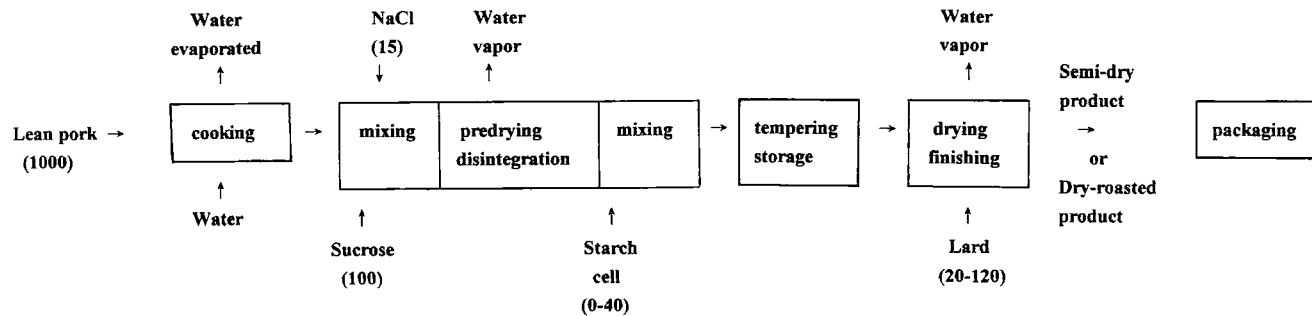 Water
evaporated
NaCl
(15)
Water
vapor
Water
vapor
Lean pork →
(1000)
cooking
mixing
predrying
disintegration
mixing
tempering
storage
drying
finishing
Semi-dry
product
or
Dry-roasted
product
packaging
Water
Sucrose
(100)
Starch
cell
(0-40)
Lard
(20-120)